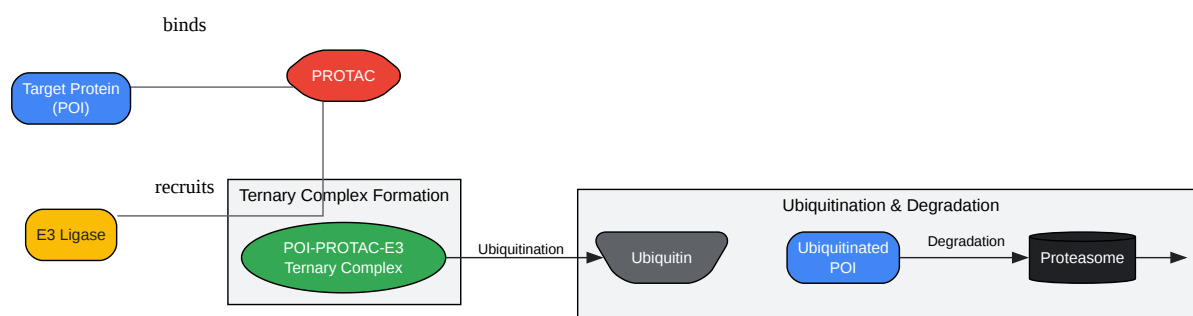 binds
PROTAC
Target Protein
(POI)
recruits
Ternary Complex Formation
E3 Ligase
POI-PROTAC-E3
Ternary Complex
Ubiquitination
Ubiquitination & Degradation
Ubiquitin
Ubiquitinated
POI
Degradation
Proteasome